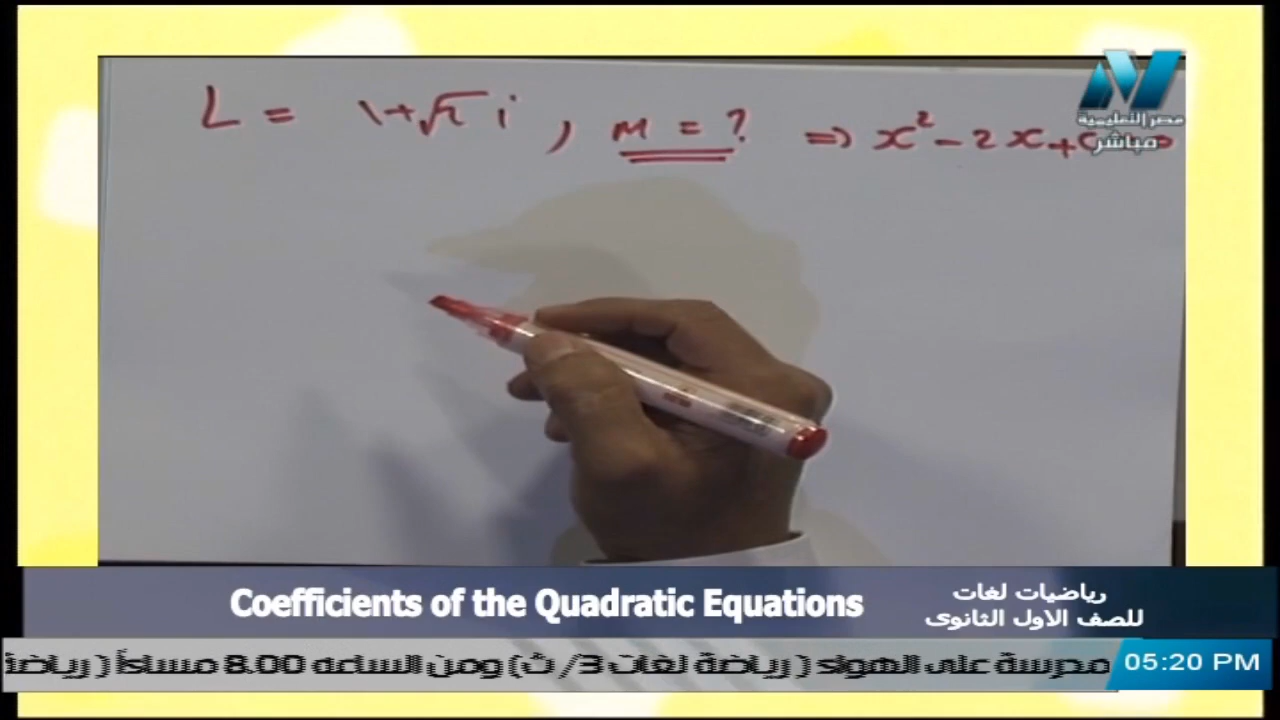 L = 1+√2 i , M = ? ⇒ x² - 2x +
مصر التعليمية
مباشر
Coefficients of the Quadratic Equations
رياضيات لغات
للصف الاول الثانوى
مدرسة على الهواء ( رياضة لغات 3/ ث) ومن الساعه 8.00 مساءاً ( رياضة
05:20 PM